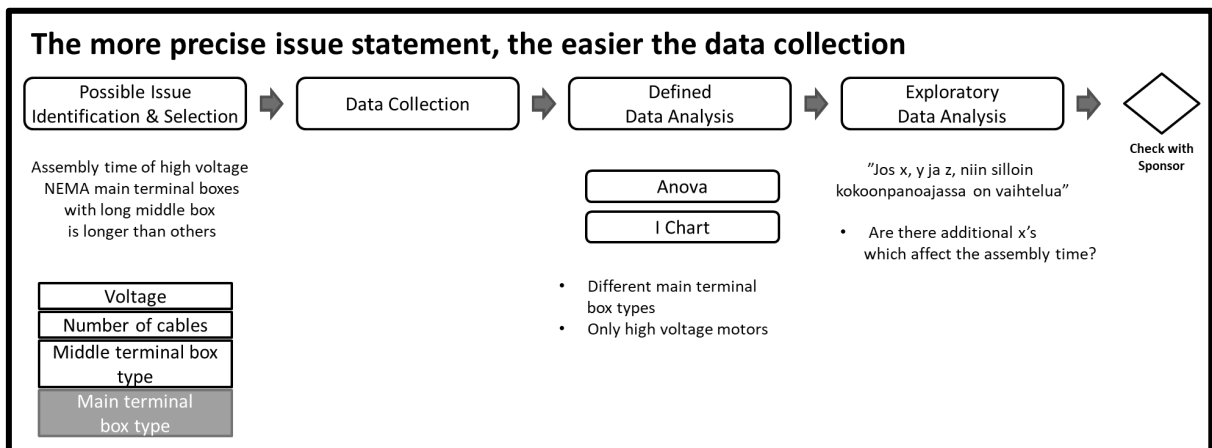 The more precise issue statement, the easier the data collection
Possible Issue
Identification & Selection
Data Collection
Defined
Data Analysis
Exploratory
Data Analysis
Check with
Sponsor
Assembly time of high voltage
NEMA main terminal boxes
with long middle box
is longer than others
Voltage
Number of cables
Middle terminal box
type
Main terminal
box type
Anova
I Chart
• Different main terminal
box types
• Only high voltage motors
"Jos x, y ja z, niin silloin
kokoonpanoajassa on vaihtelua"
• Are there additional x's
which affect the assembly time?